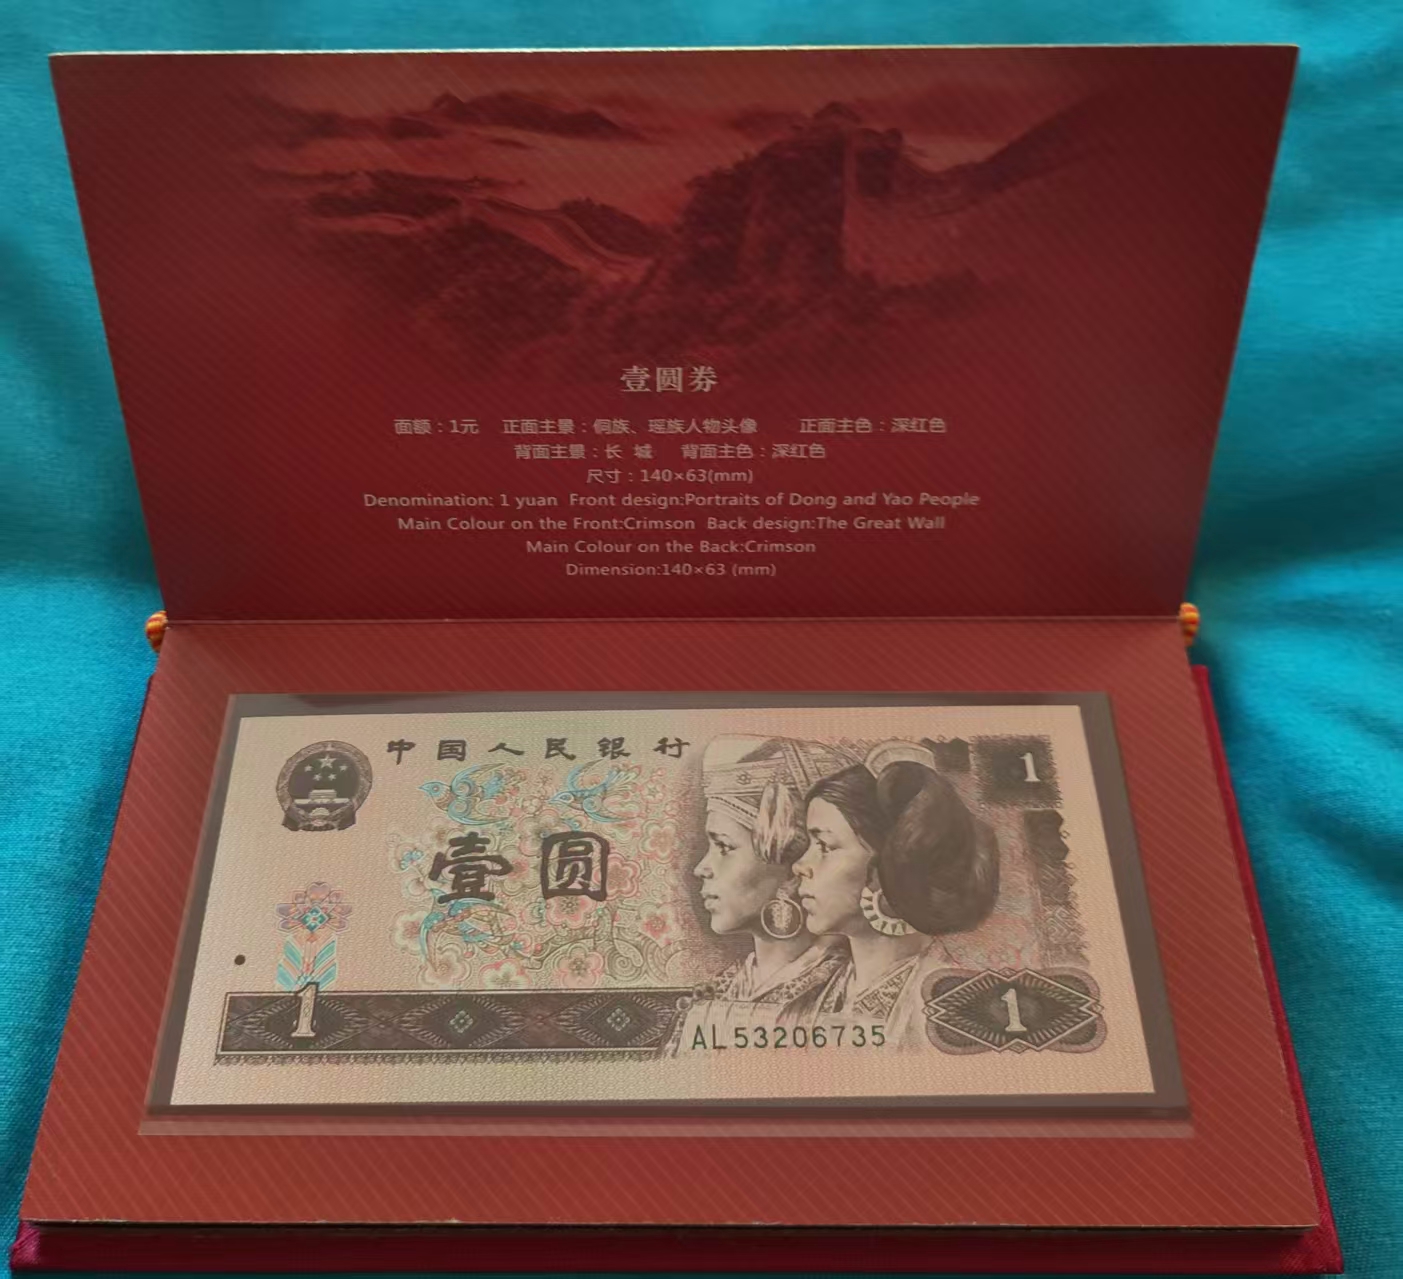 壹圆券
面额：1元 正面主景：侗族、瑶族人物头像 正面主色：深红色
背面主景：长 城 背面主色：深红色
尺寸：140×63(mm)
Denomination: 1 yuan Front design:Portraits of Dong and Yao People
Main Colour on the Front:Crimson Back design:The Great Wall
Main Colour on the Back:Crimson
Dimension:140×63 (mm)
中国人民银行
1
壹圆
1
AL53206735
1